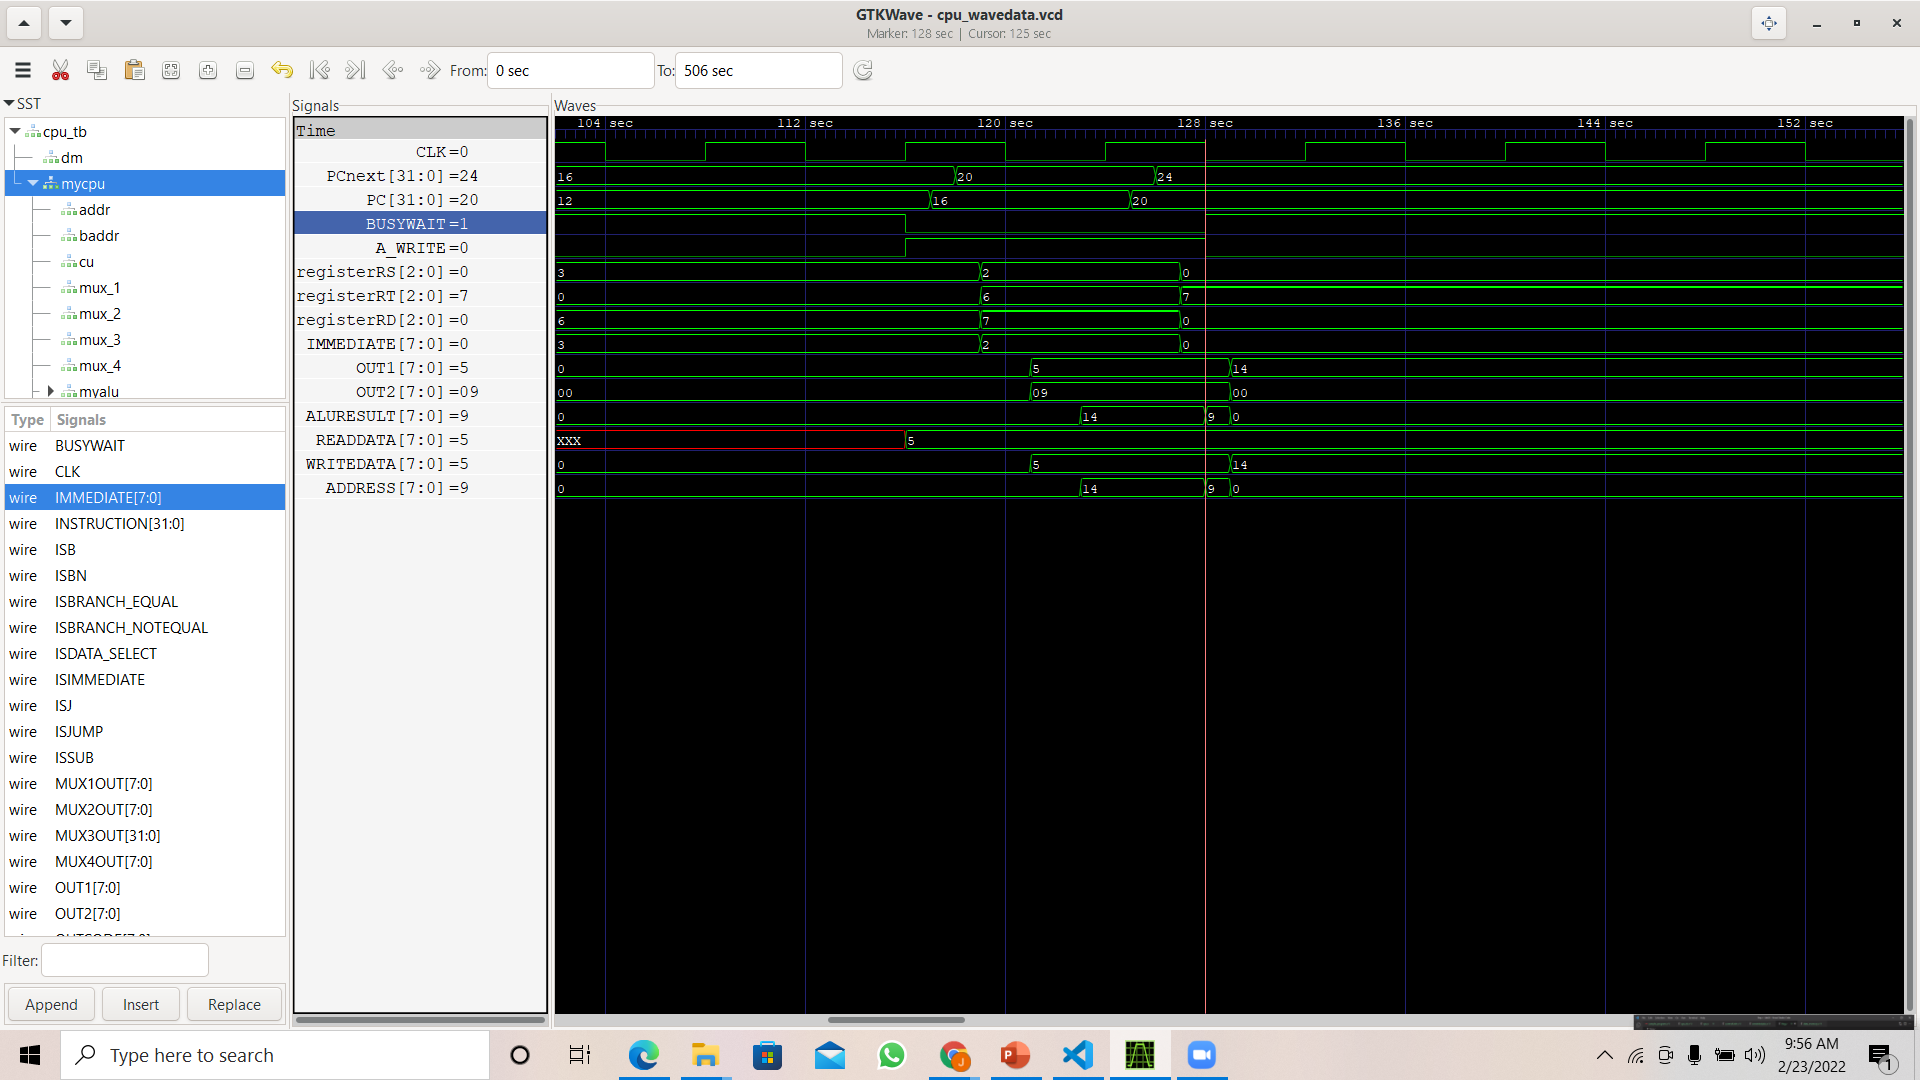 GTKWave - cpu_wavedata.vcd
Marker: 128 sec | Cursor: 125 sec
From: 0 sec To: 506 sec
SST
cpu_tb
dm
mycpu
addr
baddr
cu
mux_1
mux_2
mux_3
mux_4
myalu
Type Signals
wire BUSYWAIT
wire CLK
wire IMMEDIATE[7:0]
wire INSTRUCTION[31:0]
wire ISB
wire ISBN
wire ISBRANCH_EQUAL
wire ISBRANCH_NOTEQUAL
wire ISDATA_SELECT
wire ISIMMEDIATE
wire ISJ
wire ISJUMP
wire ISSUB
wire MUX1OUT[7:0]
wire MUX2OUT[7:0]
wire MUX3OUT[31:0]
wire MUX4OUT[7:0]
wire OUT1[7:0]
wire OUT2[7:0]
Filter:
Append Insert Replace
Signals
Time
CLK=0
PCnext[31:0]=24
PC[31:0]=20
BUSYWAIT=1
A_WRITE=0
registerRS[2:0]=0
registerRT[2:0]=7
registerRD[2:0]=0
IMMEDIATE[7:0]=0
OUT1[7:0]=5
OUT2[7:0]=09
ALURESULT[7:0]=9
READDATA[7:0]=5
WRITEDATA[7:0]=5
ADDRESS[7:0]=9
Waves
104 sec 112 sec 120 sec 128 sec 136 sec 144 sec 152 sec
16 20 24
12 16 20
3 2 0
0 6 7
6 7 0
3 2 0
0 5 14
00 09 00
0 14 9 0
XXX 5
0 5 14
0 14 9 0
Type here to search
9:56 AM
2/23/2022
1